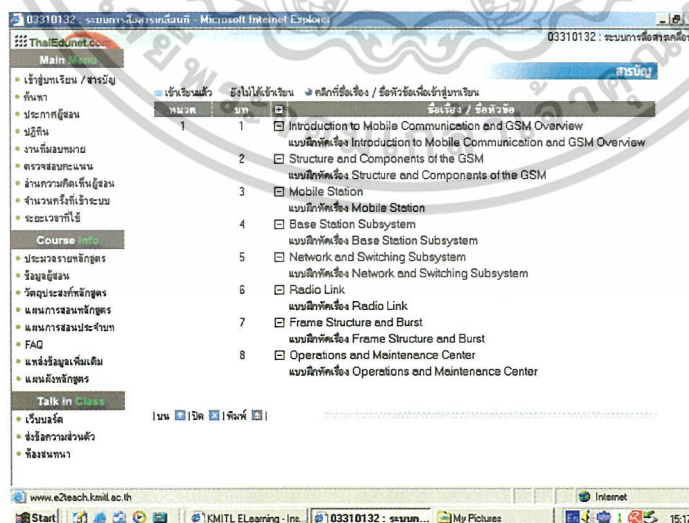 03310132 : ระบบการสื่อสารเคลื่อนที่ - Microsoft Internet Explorer
ThaiEdunet.com
03310132 : ระบบการสื่อสารเคลื่อน
Main Menu
เข้าสู่บทเรียน / สารบัญ
ค้นหา
ประกาศผู้สอน
ปฏิทิน
งานที่มอบหมาย
ตรวจสอบคะแนน
อ่านความคิดเห็นผู้สอน
จำนวนครั้งที่เข้าระบบ
ระยะเวลาที่ใช้
Course Info.
ประมวลรายหลักสูตร
ข้อมูลผู้สอน
วัตถุประสงค์หลักสูตร
แผนการสอนหลักสูตร
แผนการสอนประจำบท
FAQ
แหล่งข้อมูลเพิ่มเติม
แผนผังหลักสูตร
Talk in Class
เว็บบอร์ด
ส่งข้อความส่วนตัว
ห้องสนทนา
สารบัญ
เข้าเรียนแล้ว ยังไม่ได้เข้าเรียน คลิกที่ชื่อเรื่อง / ชื่อหัวข้อเพื่อเข้าสู่บทเรียน
หมวด บท ชื่อเรื่อง / ชื่อหัวข้อ
1 1 Introduction to Mobile Communication and GSM Overview
แบบฝึกหัดเรื่อง Introduction to Mobile Communication and GSM Overview
2 Structure and Components of the GSM
แบบฝึกหัดเรื่อง Structure and Components of the GSM
3 Mobile Station
แบบฝึกหัดเรื่อง Mobile Station
4 Base Station Subsystem
แบบฝึกหัดเรื่อง Base Station Subsystem
5 Network and Switching Subsystem
แบบฝึกหัดเรื่อง Network and Switching Subsystem
6 Radio Link
แบบฝึกหัดเรื่อง Radio Link
7 Frame Structure and Burst
แบบฝึกหัดเรื่อง Frame Structure and Burst
8 Operations and Maintenance Center
แบบฝึกหัดเรื่อง Operations and Maintenance Center
|บน |ปิด |พิมพ์ |
www.e2teach.kmitl.ac.th Internet
Start KMITL ELearning - Ins... 03310132 : ระบบก... My Pictures EN 15:17